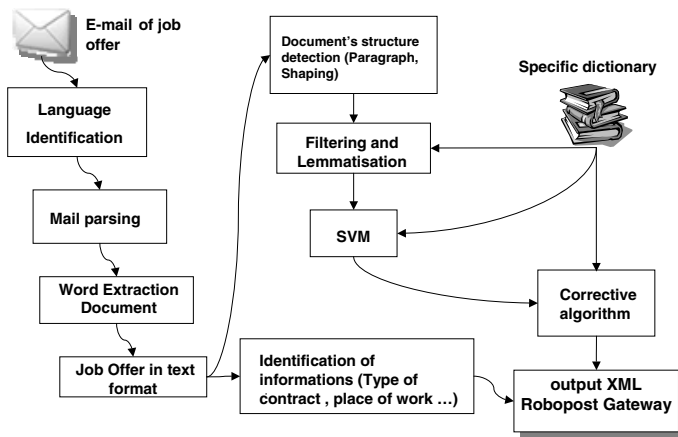 E-mail of job
offer
Language
Identification
Mail parsing
Word Extraction
Document
Job Offer in text
format
Document's structure
detection (Paragraph,
Shaping)
Filtering and
Lemmatisation
SVM
Specific dictionary
Corrective
algorithm
Identification of
informations (Type of
contract , place of work ...)
output XML
Robopost Gateway